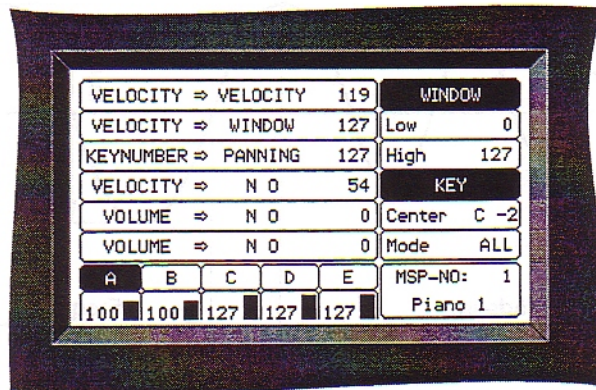 VELOCITY ⇒ VELOCITY 119
VELOCITY ⇒ WINDOW 127
KEYNUMBER ⇒ PANNING 127
VELOCITY ⇒ N O 54
VOLUME ⇒ N O 0
VOLUME ⇒ N O 0
WINDOW
Low 0
High 127
KEY
Center C -2
Mode ALL
A B C D E
100 100 127 127 127
MSP-NO: 1
Piano 1